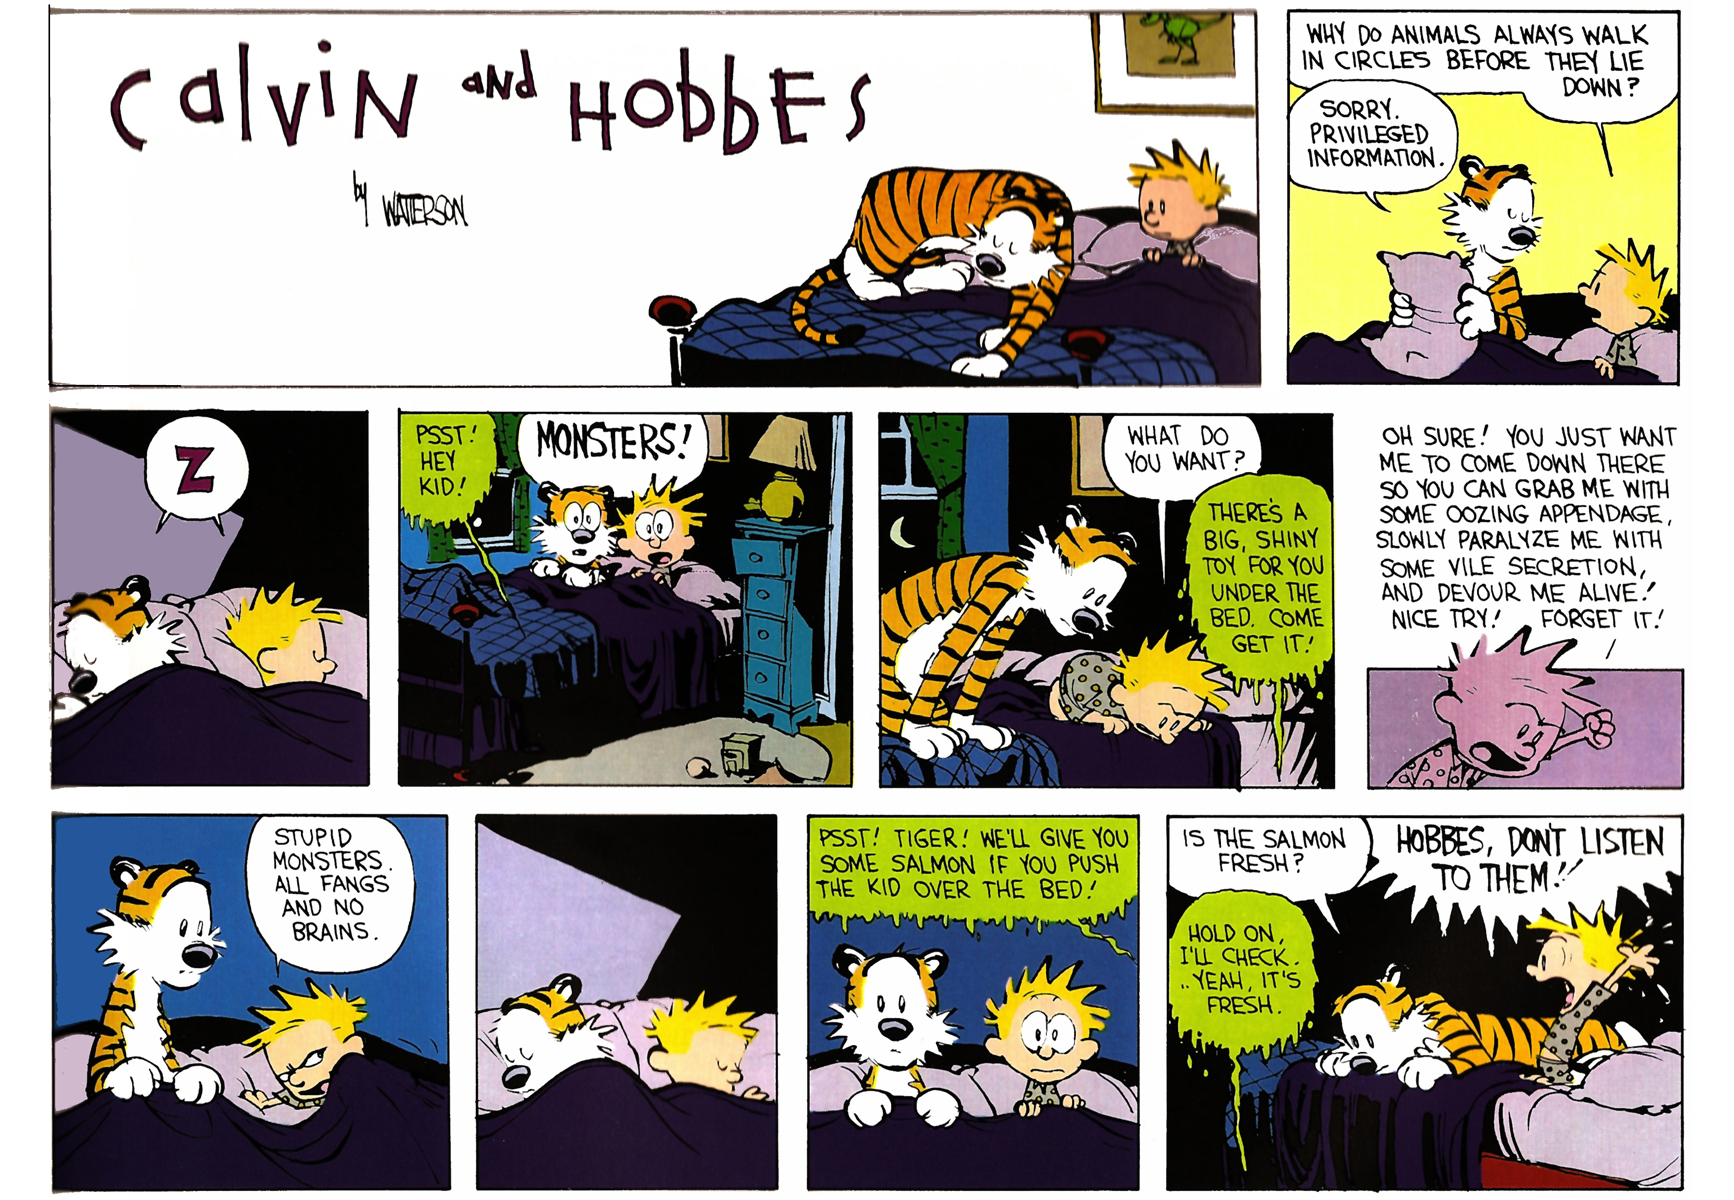 Calvin and Hobbes
by WATTERSON
WHY DO ANIMALS ALWAYS WALK
IN CIRCLES BEFORE THEY LIE
DOWN?
SORRY.
PRIVILEGED
INFORMATION.
Z
PSST!
HEY
KID!
MONSTERS!
WHAT DO
YOU WANT?
THERE'S A
BIG, SHINY
TOY FOR YOU
UNDER THE
BED. COME
GET IT!
OH SURE! YOU JUST WANT
ME TO COME DOWN THERE
SO YOU CAN GRAB ME WITH
SOME OOZING APPENDAGE,
SLOWLY PARALYZE ME WITH
SOME VILE SECRETION,
AND DEVOUR ME ALIVE!
NICE TRY! FORGET IT!
STUPID
MONSTERS.
ALL FANGS
AND NO
BRAINS.
PSST! TIGER! WE'LL GIVE YOU
SOME SALMON IF YOU PUSH
THE KID OVER THE BED!
IS THE SALMON
FRESH?
HOBBES, DON'T LISTEN
TO THEM!!
HOLD ON,
I'LL CHECK.
..YEAH, IT'S
FRESH.